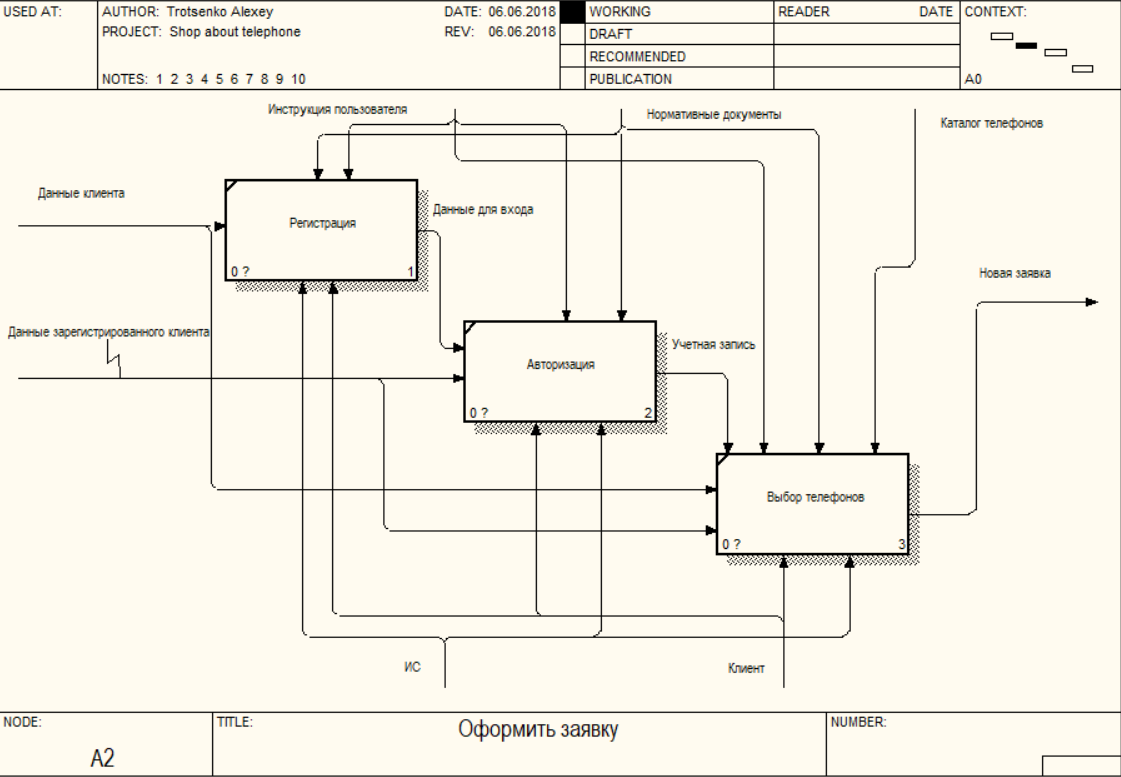 USED AT:
AUTHOR: Trotsenko Alexey
DATE: 06.06.2018
WORKING
READER
DATE
CONTEXT:
PROJECT: Shop about telephone
REV: 06.06.2018
DRAFT
RECOMMENDED
NOTES: 1 2 3 4 5 6 7 8 9 10
PUBLICATION
A0
Инструкция пользователя
Нормативные документы
Каталог телефонов
Данные клиента
Данные для входа
Регистрация
0 ?
1
Новая заявка
Данные зарегистрированного клиента
Учетная запись
Авторизация
0 ?
2
Выбор телефонов
0 ?
3
ИС
Клиент
NODE:
TITLE:
Оформить заявку
NUMBER:
A2